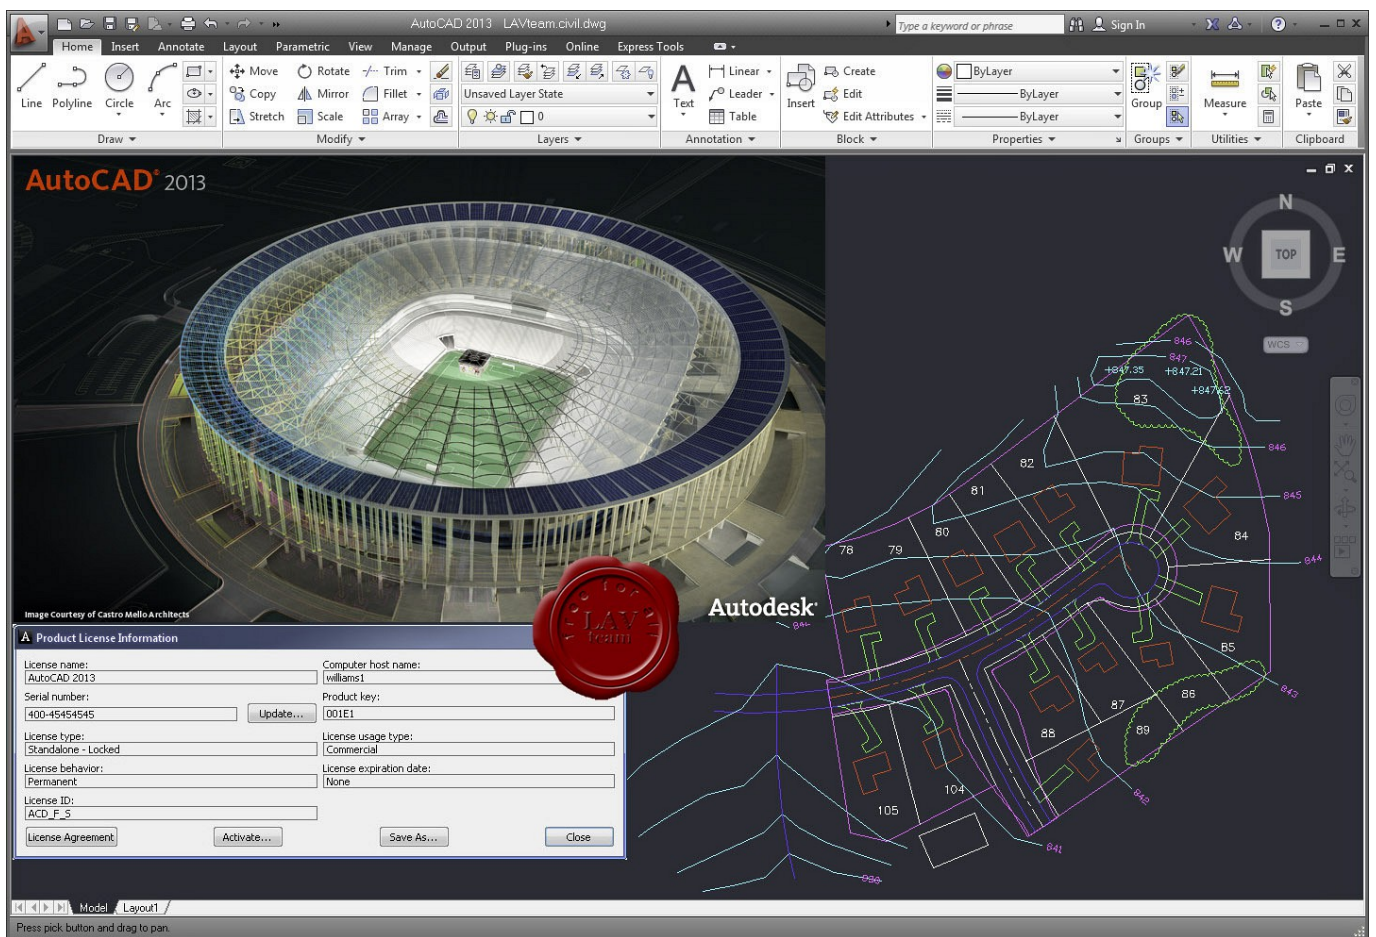 AutoCAD 2013 LAVteam.civil.dwg
Type a keyword or phrase
Sign In
Home Insert Annotate Layout Parametric View Manage Output Plug-ins Online Express Tools
Line Polyline Circle Arc
Move Rotate Trim
Copy Mirror Fillet
Stretch Scale Array
Unsaved Layer State
0
Text
Linear
Leader
Table
Insert
Create
Edit
Edit Attributes
ByLayer
ByLayer
ByLayer
Group
Measure
Paste
Draw Modify Layers Annotation Block Properties Groups Utilities Clipboard
AutoCAD® 2013
Image Courtesy of Castro Mello Architects
Autodesk®
free for all
LAV
team
N
W TOP E
S
WCS
846
847
+847.35 +847.21
+847.62
83
846
82
845
81
84
80
79
78
844
85
843
86
87
89
88
842
104
105
841
Product License Information
License name:
AutoCAD 2013
Computer host name:
williams1
Serial number:
400-45454545
Update...
Product key:
001E1
License type:
Standalone - Locked
License usage type:
Commercial
License behavior:
Permanent
License expiration date:
None
License ID:
ACD_F_S
License Agreement Activate... Save As... Close
Model Layout1
Press pick button and drag to pan.